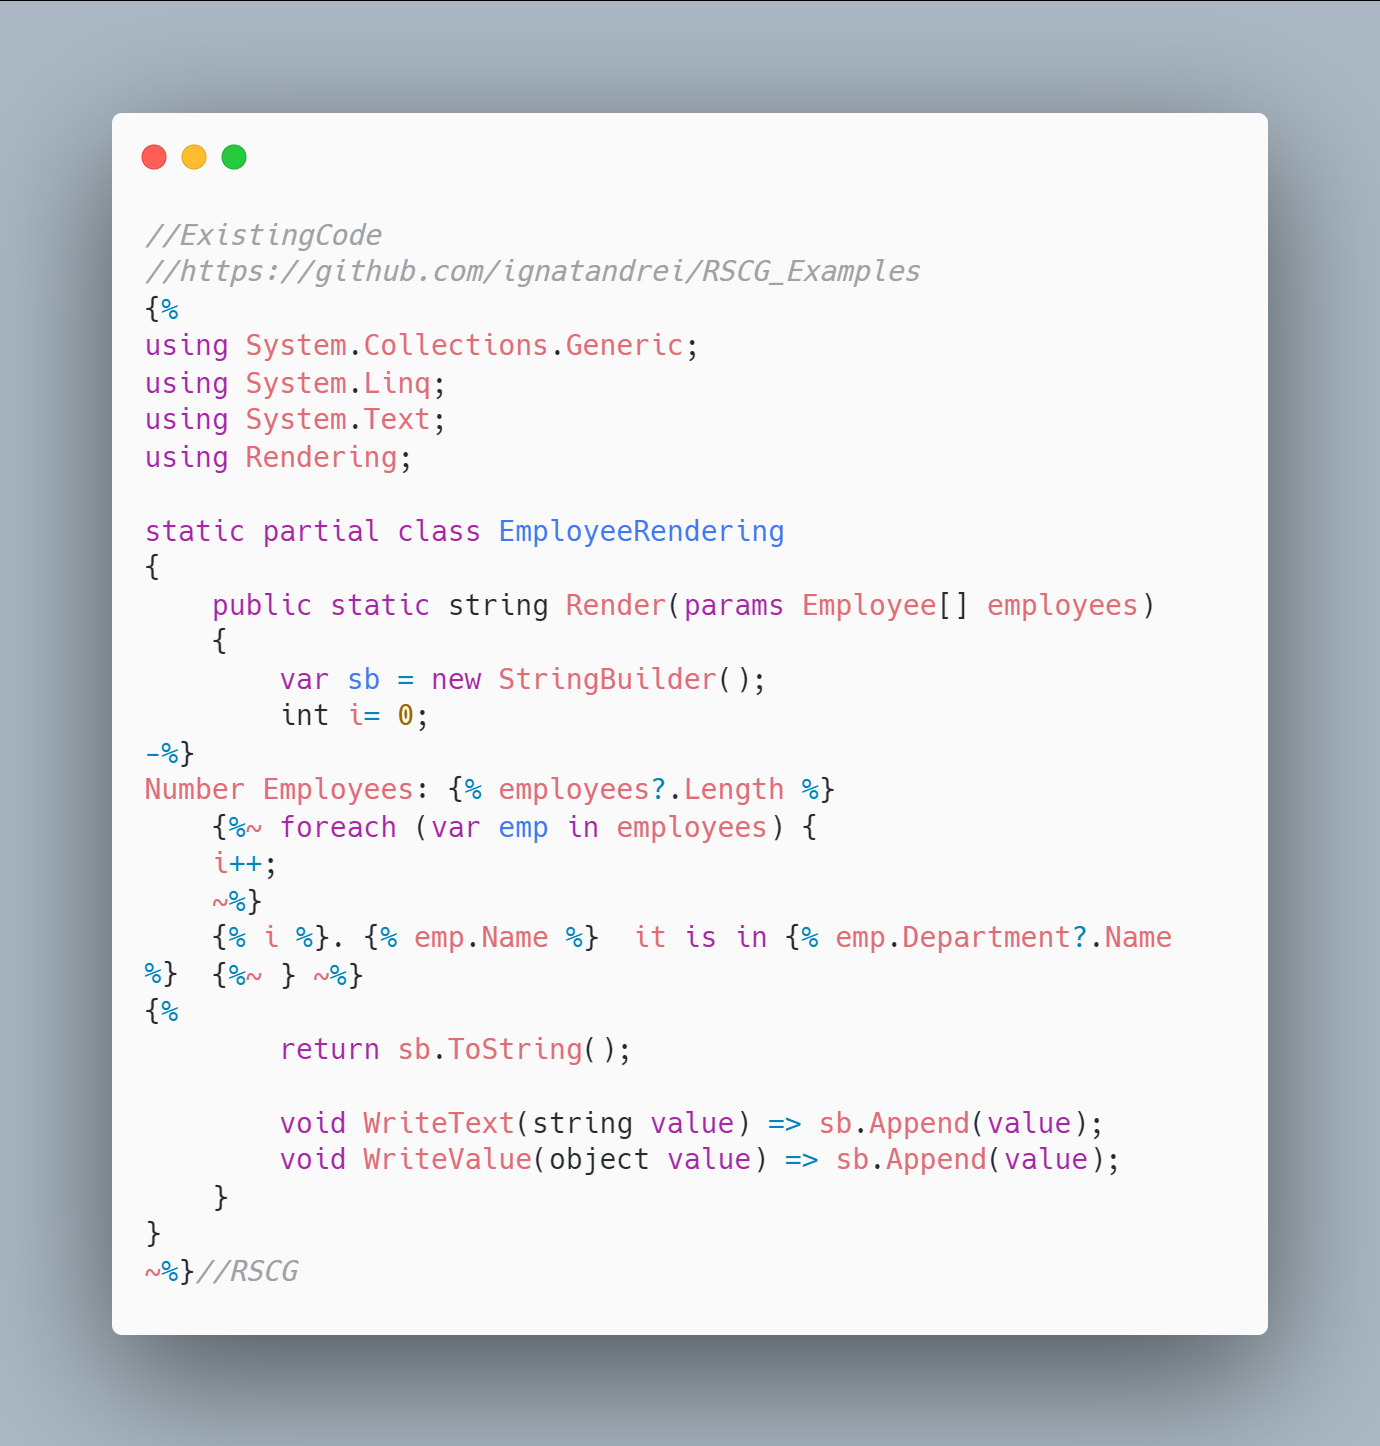 //ExistingCode
//https://github.com/ignatandrei/RSCG_Examples
{%
using System.Collections.Generic;
using System.Linq;
using System.Text;
using Rendering;

static partial class EmployeeRendering
{
    public static string Render(params Employee[] employees)
    {
        var sb = new StringBuilder();
        int i= 0;
-%}
Number Employees: {% employees?.Length %}
    {%~ foreach (var emp in employees) {
    i++;
    ~%}
    {% i %}. {% emp.Name %}  it is in {% emp.Department?.Name
%}  {%~ } ~%}
{%
        return sb.ToString();

        void WriteText(string value) => sb.Append(value);
        void WriteValue(object value) => sb.Append(value);
    }
}
~%}//RSCG